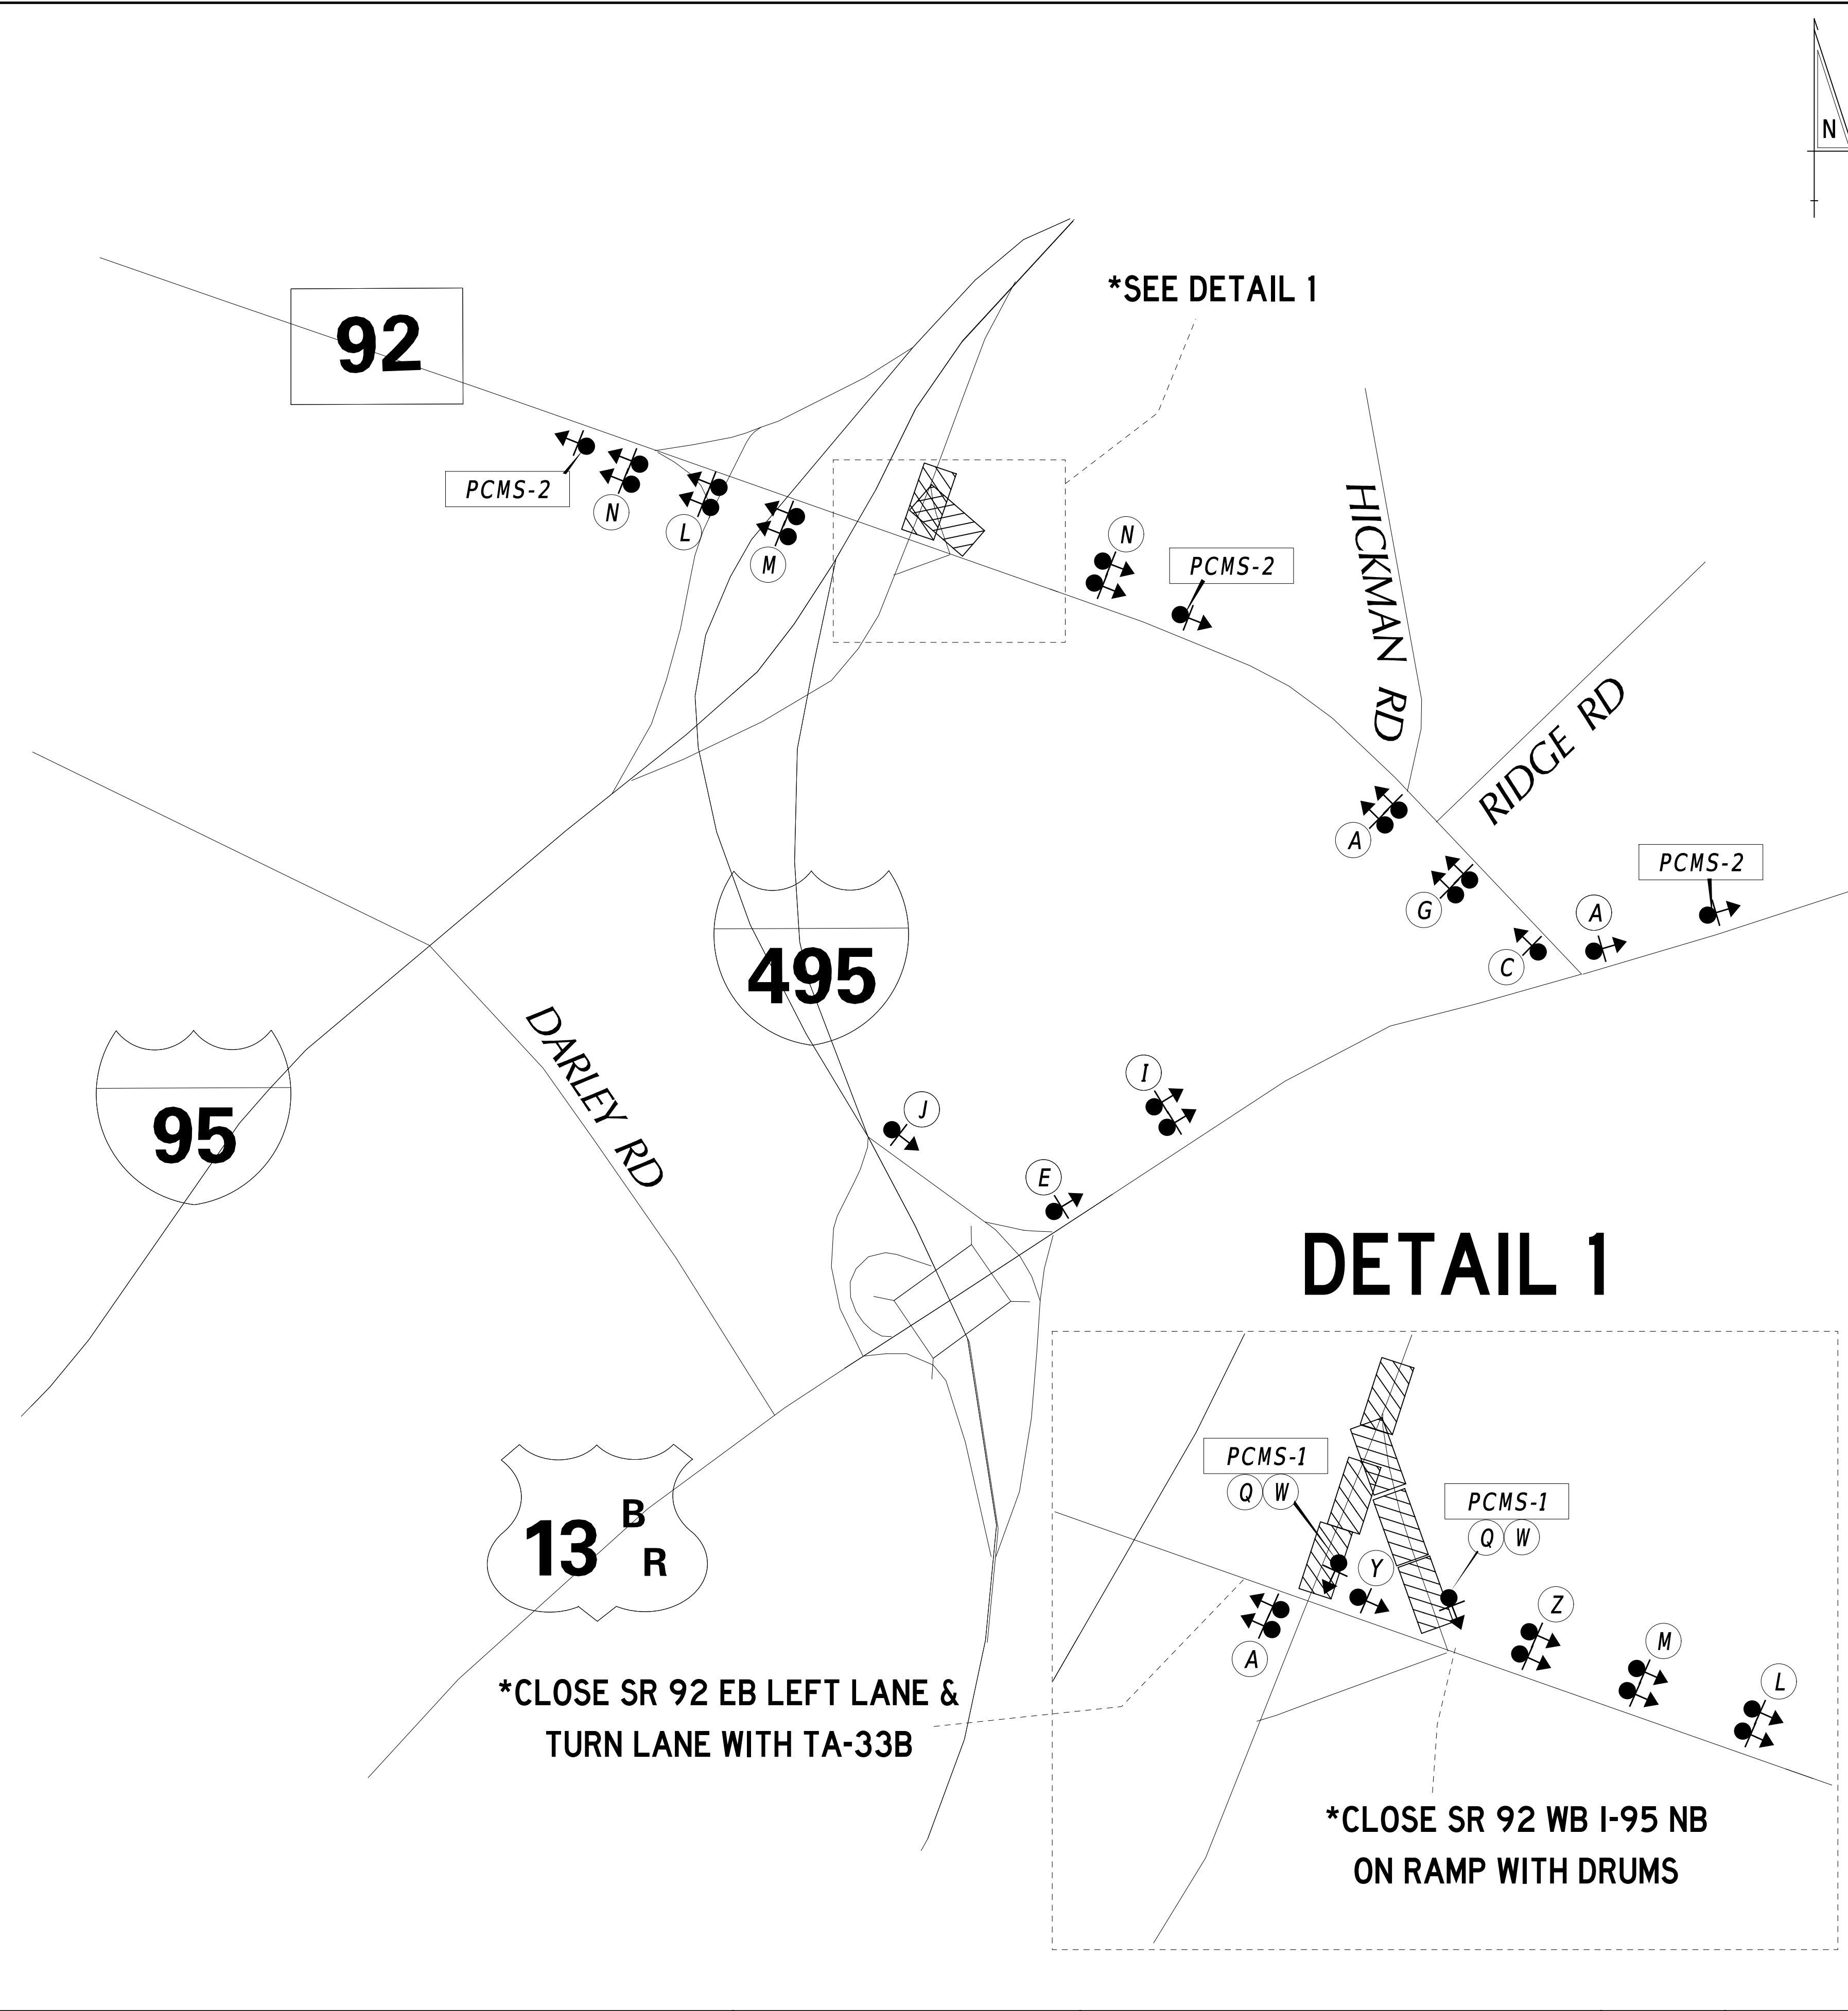 N
*SEE DETAIL 1
92
PCMS-2
N
L
M
N
PCMS-2
HICKMAN RD
RIDGE RD
A
G
C
A
PCMS-2
495
95
DARLEY RD
J
I
E
DETAIL 1
13 B R
PCMS-1
Q W
PCMS-1
Q W
Y
A
Z
M
L
*CLOSE SR 92 EB LEFT LANE &
TURN LANE WITH TA-33B
*CLOSE SR 92 WB I-95 NB
ON RAMP WITH DRUMS